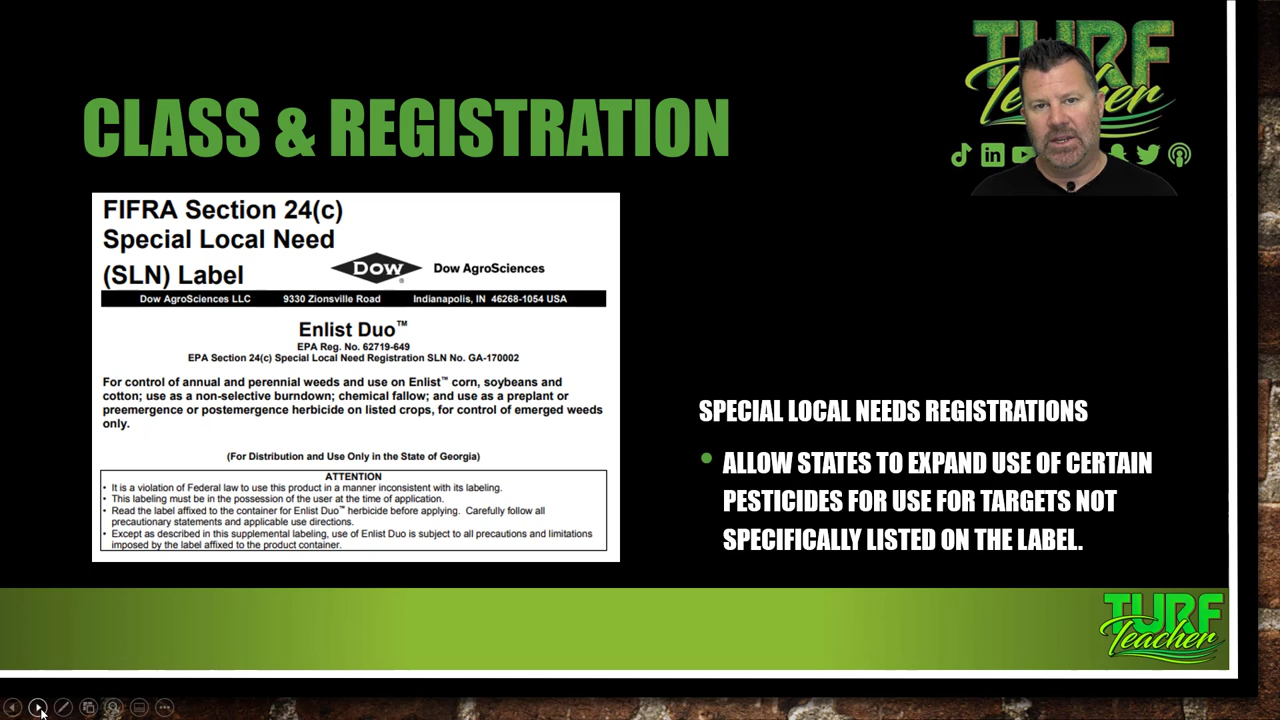 TURF
Teacher
CLASS & REGISTRATION
FIFRA Section 24(c)
Special Local Need
(SLN) Label
DOW
Dow AgroSciences
Dow AgroSciences LLC 9330 Zionsville Road Indianapolis, IN 46268-1054 USA
Enlist Duo™
EPA Reg. No. 62719-649
EPA Section 24(c) Special Local Need Registration SLN No. GA-170002
For control of annual and perennial weeds and use on Enlist™ corn, soybeans and
cotton; use as a non-selective burndown; chemical fallow; and use as a preplant or
preemergence or postemergence herbicide on listed crops, for control of emerged weeds
only.
(For Distribution and Use Only in the State of Georgia)
ATTENTION
• It is a violation of Federal law to use this product in a manner inconsistent with its labeling.
• This labeling must be in the possession of the user at the time of application.
• Read the label affixed to the container for Enlist Duo™ herbicide before applying. Carefully follow all
precautionary statements and applicable use directions.
• Except as described in this supplemental labeling, use of Enlist Duo is subject to all precautions and limitations
imposed by the label affixed to the product container.
SPECIAL LOCAL NEEDS REGISTRATIONS
• ALLOW STATES TO EXPAND USE OF CERTAIN
PESTICIDES FOR USE FOR TARGETS NOT
SPECIFICALLY LISTED ON THE LABEL.
TURF
Teacher